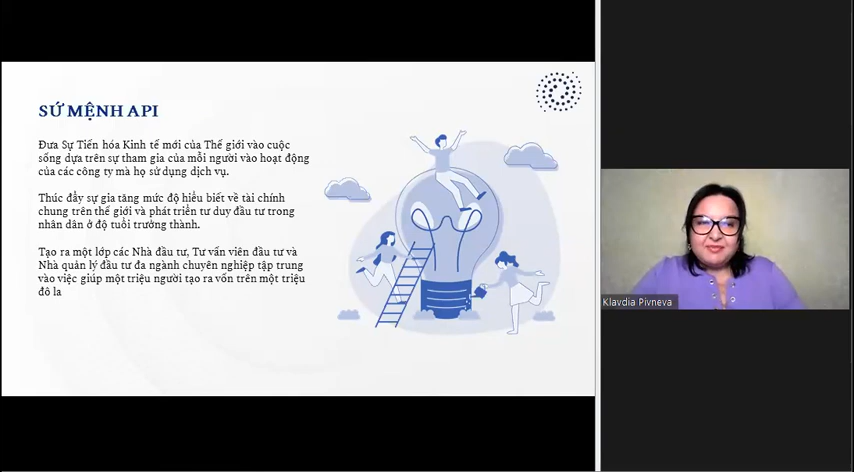 SỨ MỆNH API
Đưa Sự Tiến hóa Kinh tế mới của Thế giới vào cuộc
sống dựa trên sự tham gia của mỗi người vào hoạt động
của các công ty mà họ sử dụng dịch vụ.
Thúc đẩy sự gia tăng mức độ hiểu biết về tài chính
chung trên thế giới và phát triển tư duy đầu tư trong
nhân dân ở độ tuổi trưởng thành.
Tạo ra một lớp các Nhà đầu tư, Tư vấn viên đầu tư và
Nhà quản lý đầu tư đa ngành chuyên nghiệp tập trung
vào việc giúp một triệu người tạo ra vốn trên một triệu
đô la
Klavdia Pivneva